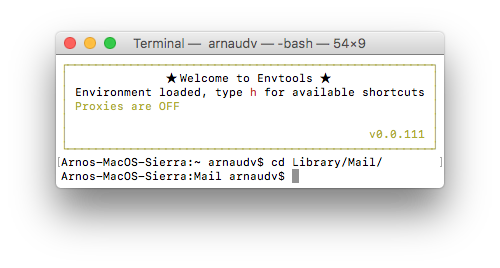 Terminal — arnaudv — -bash — 54×9
★Welcome to Envtools ★
Environment loaded, type h for available shortcuts
Proxies are OFF
v0.0.111
[Arnos-MacOS-Sierra:~ arnaudv$ cd Library/Mail/ ]
Arnos-MacOS-Sierra:Mail arnaudv$